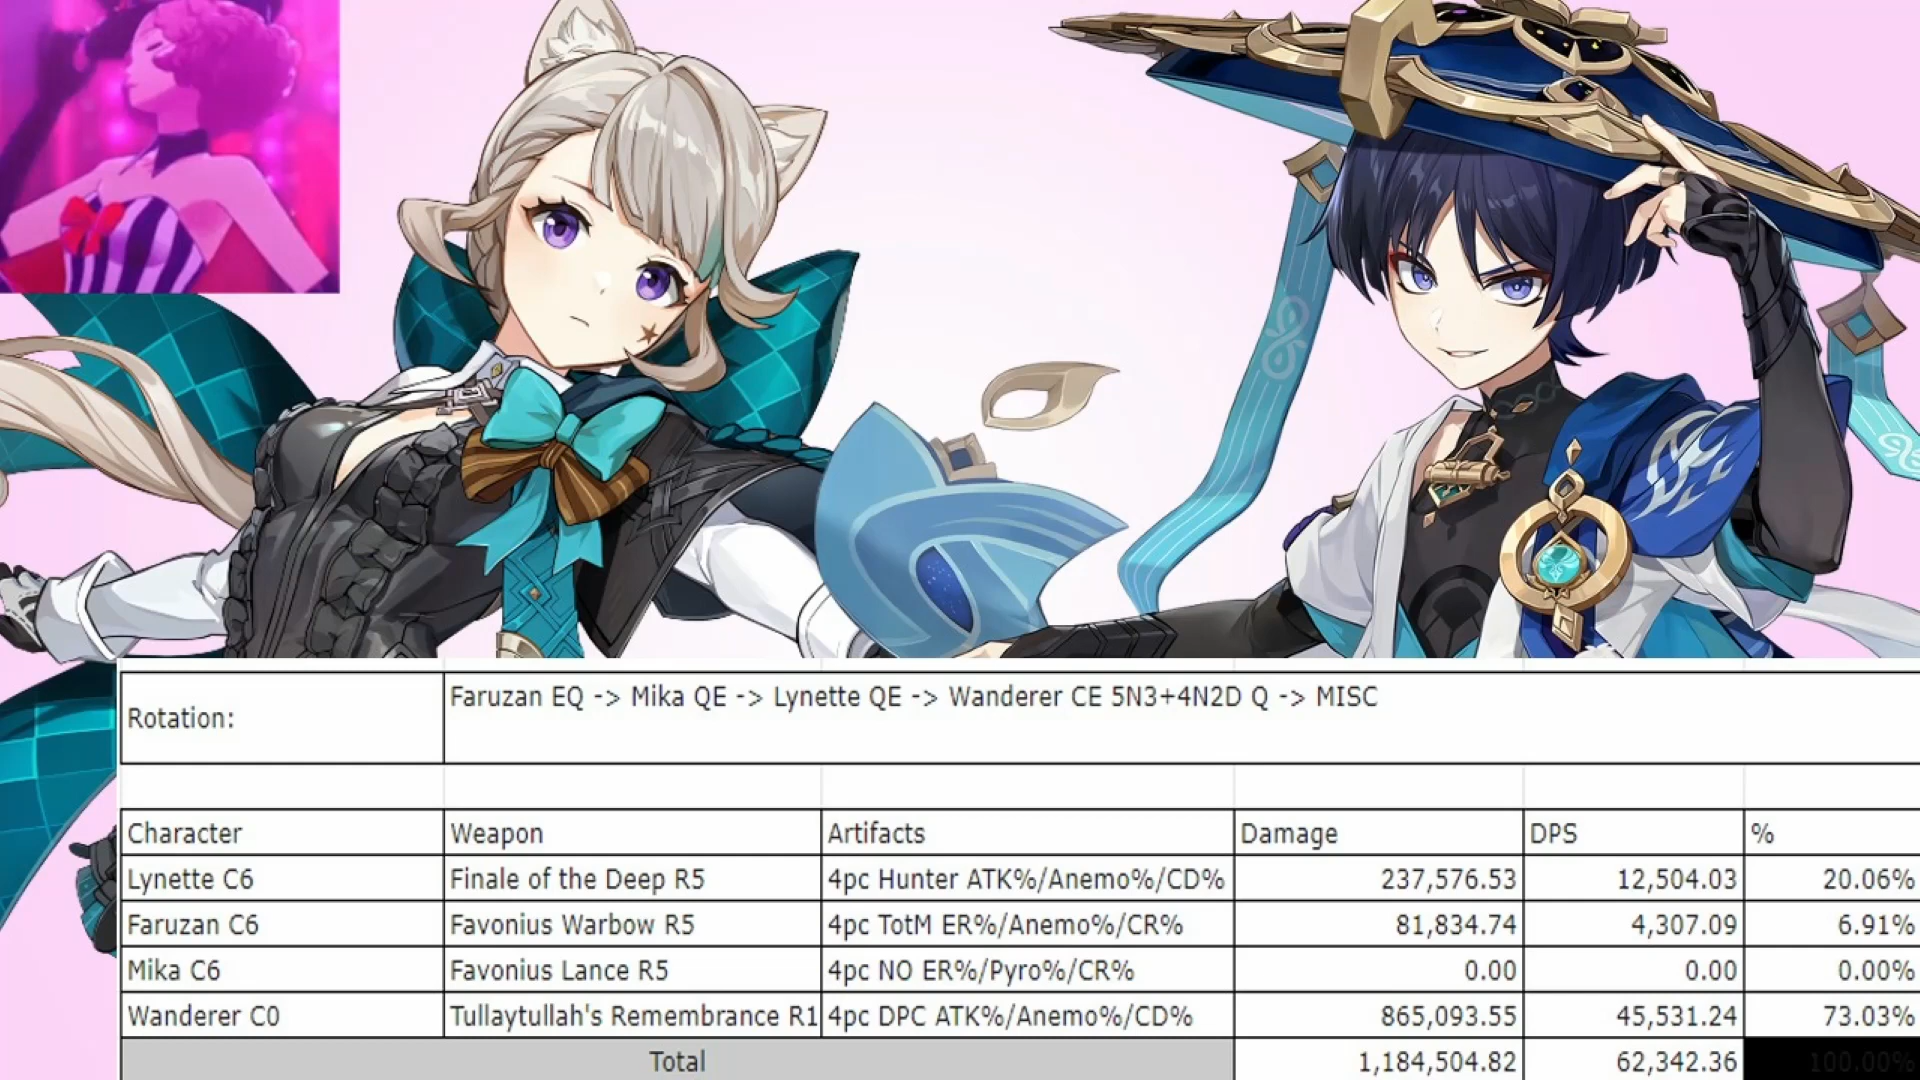 Rotation: Faruzan EQ -> Mika QE -> Lynette QE -> Wanderer CE 5N3+4N2D Q -> MISC
Character Weapon Artifacts Damage DPS %
Lynette C6 Finale of the Deep R5 4pc Hunter ATK%/Anemo%/CD% 237,576.53 12,504.03 20.06%
Faruzan C6 Favonius Warbow R5 4pc TotM ER%/Anemo%/CR% 81,834.74 4,307.09 6.91%
Mika C6 Favonius Lance R5 4pc NO ER%/Pyro%/CR% 0.00 0.00 0.00%
Wanderer C0 Tullaytullah's Remembrance R1 4pc DPC ATK%/Anemo%/CD% 865,093.55 45,531.24 73.03%
Total 1,184,504.82 62,342.36 100.00%